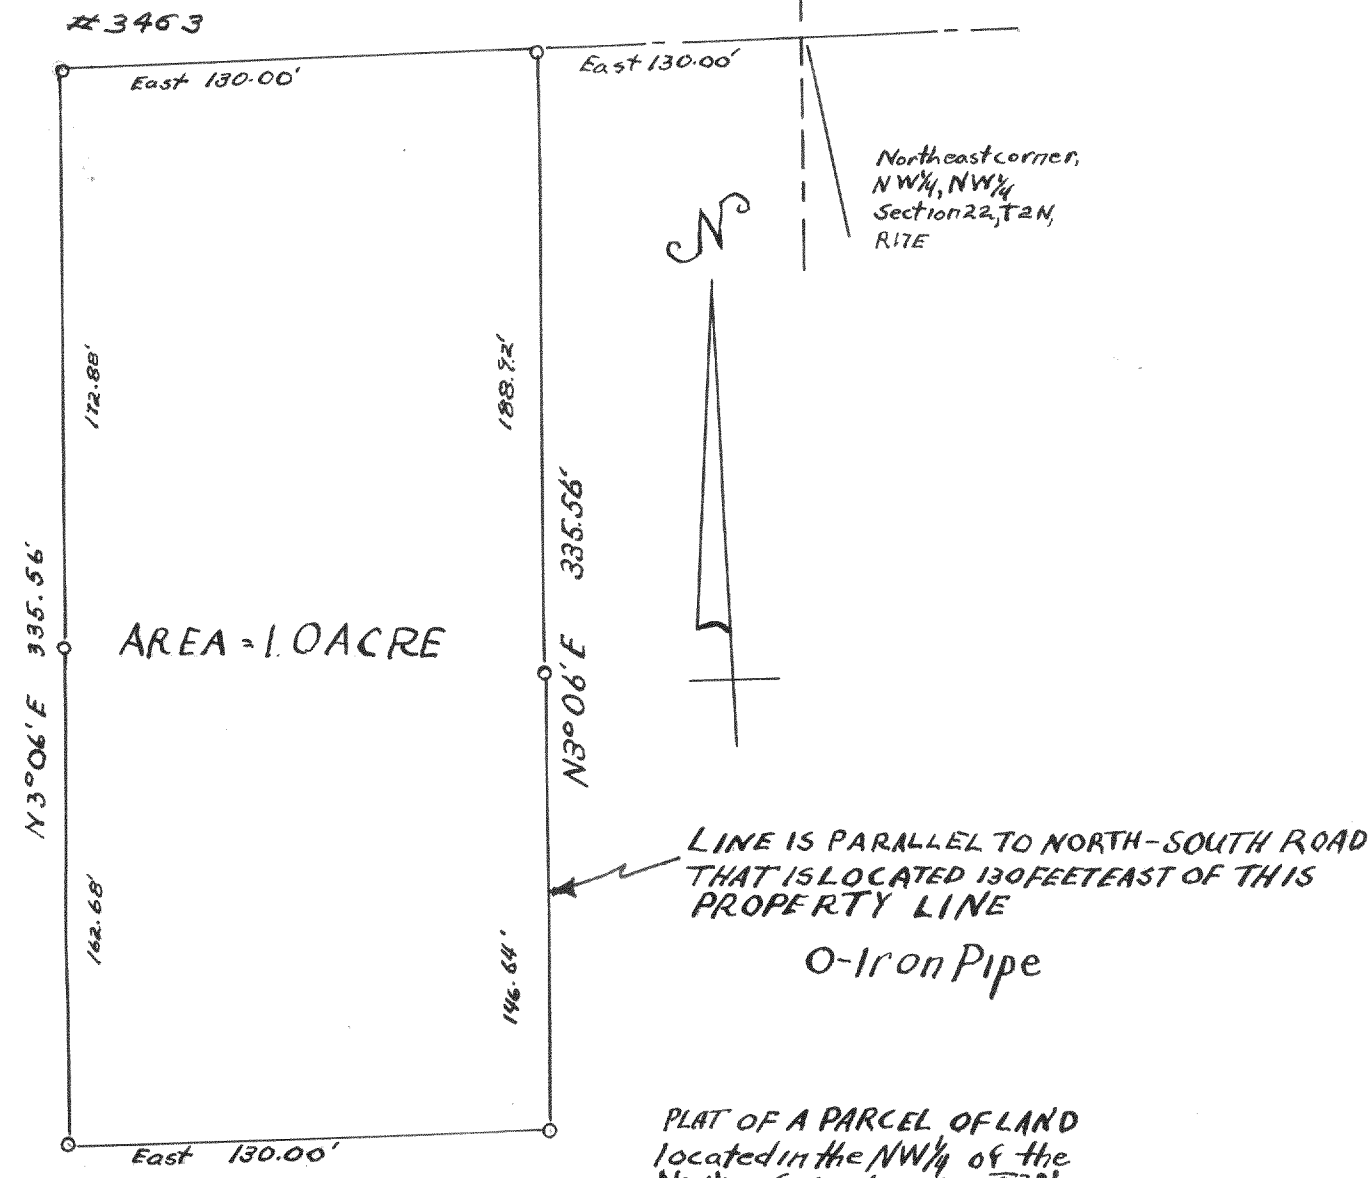 #3463
East 130.00'
East 130.00'
Northeast corner,
NW¼, NW¼
Section 22, T2N,
R17E
N
172.88'
188.92'
335.56'
N3°06'E
335.56'
N3°06'E
AREA = 1.0 ACRE
LINE IS PARALLEL TO NORTH-SOUTH ROAD
THAT IS LOCATED 130 FEET EAST OF THIS
PROPERTY LINE
O-Iron Pipe
162.68'
146.64'
East 130.00'
PLAT OF A PARCEL OF LAND
located in the NW¼ of the